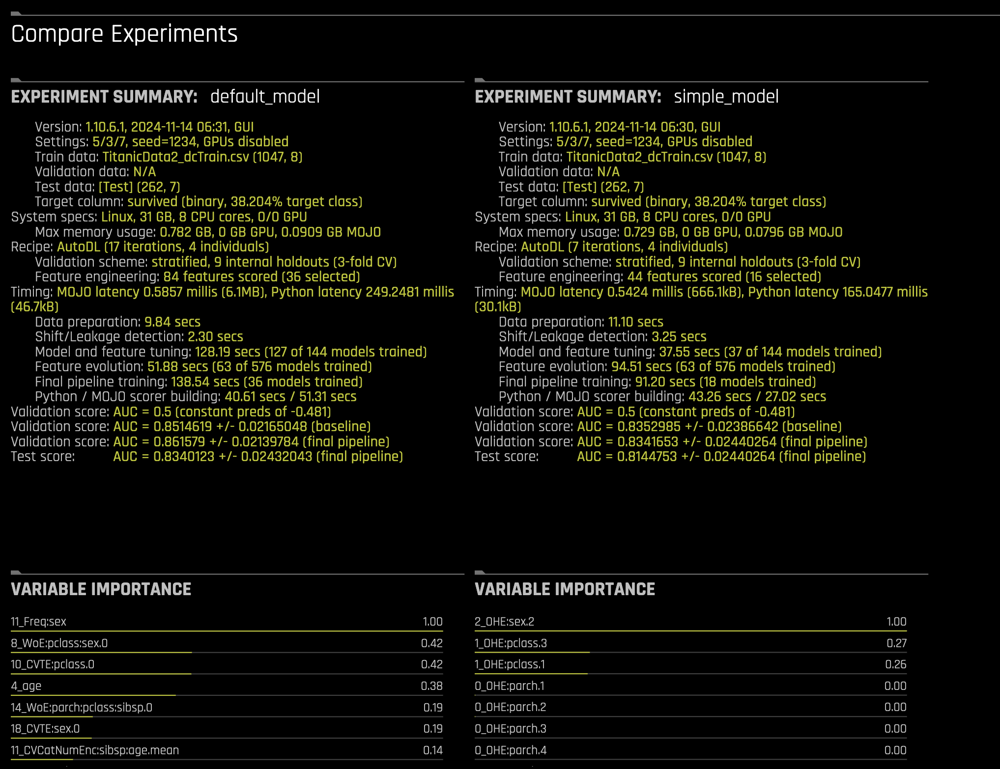 Compare Experiments
EXPERIMENT SUMMARY: default_model
Version: 1.10.6.1, 2024-11-14 06:31, GUI
Settings: 5/3/7, seed=1234, GPUs disabled
Train data: TitanicData2_dcTrain.csv (1047, 8)
Validation data: N/A
Test data: [Test] (262, 7)
Target column: survived (binary, 38.204% target class)
System specs: Linux, 31 GB, 8 CPU cores, 0/0 GPU
Max memory usage: 0.782 GB, 0 GB GPU, 0.0909 GB MOJO
Recipe: AutoDL (17 iterations, 4 individuals)
Validation scheme: stratified, 9 internal holdouts (3-fold CV)
Feature engineering: 84 features scored (36 selected)
Timing: MOJO latency 0.5857 millis (6.1MB), Python latency 249.2481 millis
(46.7kB)
Data preparation: 9.84 secs
Shift/Leakage detection: 2.30 secs
Model and feature tuning: 128.19 secs (127 of 144 models trained)
Feature evolution: 51.88 secs (63 of 576 models trained)
Final pipeline training: 138.54 secs (36 models trained)
Python / MOJO scorer building: 40.61 secs / 51.31 secs
Validation score: AUC = 0.5 (constant preds of -0.481)
Validation score: AUC = 0.8514619 +/- 0.02165048 (baseline)
Validation score: AUC = 0.861579 +/- 0.02139784 (final pipeline)
Test score: AUC = 0.8340123 +/- 0.02432043 (final pipeline)
EXPERIMENT SUMMARY: simple_model
Version: 1.10.6.1, 2024-11-14 06:30, GUI
Settings: 5/3/7, seed=1234, GPUs disabled
Train data: TitanicData2_dcTrain.csv (1047, 8)
Validation data: N/A
Test data: [Test] (262, 7)
Target column: survived (binary, 38.204% target class)
System specs: Linux, 31 GB, 8 CPU cores, 0/0 GPU
Max memory usage: 0.729 GB, 0 GB GPU, 0.0796 GB MOJO
Recipe: AutoDL (7 iterations, 4 individuals)
Validation scheme: stratified, 9 internal holdouts (3-fold CV)
Feature engineering: 44 features scored (16 selected)
Timing: MOJO latency 0.5424 millis (666.1kB), Python latency 165.0477 millis
(30.1kB)
Data preparation: 11.10 secs
Shift/Leakage detection: 3.25 secs
Model and feature tuning: 37.55 secs (37 of 144 models trained)
Feature evolution: 94.51 secs (63 of 576 models trained)
Final pipeline training: 91.20 secs (18 models trained)
Python / MOJO scorer building: 43.26 secs / 27.02 secs
Validation score: AUC = 0.5 (constant preds of -0.481)
Validation score: AUC = 0.8352985 +/- 0.02386642 (baseline)
Validation score: AUC = 0.8341653 +/- 0.02440264 (final pipeline)
Test score: AUC = 0.8144753 +/- 0.02440264 (final pipeline)
VARIABLE IMPORTANCE
11_Freq:sex 1.00
8_WoE:pclass:sex.0 0.42
10_CVTE:pclass.0 0.42
4_age 0.38
14_WoE:parch:pclass:sibsp.0 0.19
18_CVTE:sex.0 0.19
11_CVCatNumEnc:sibsp:age.mean 0.14
VARIABLE IMPORTANCE
2_OHE:sex.2 1.00
1_OHE:pclass.3 0.27
1_OHE:pclass.1 0.26
0_OHE:parch.1 0.00
0_OHE:parch.2 0.00
0_OHE:parch.3 0.00
0_OHE:parch.4 0.00